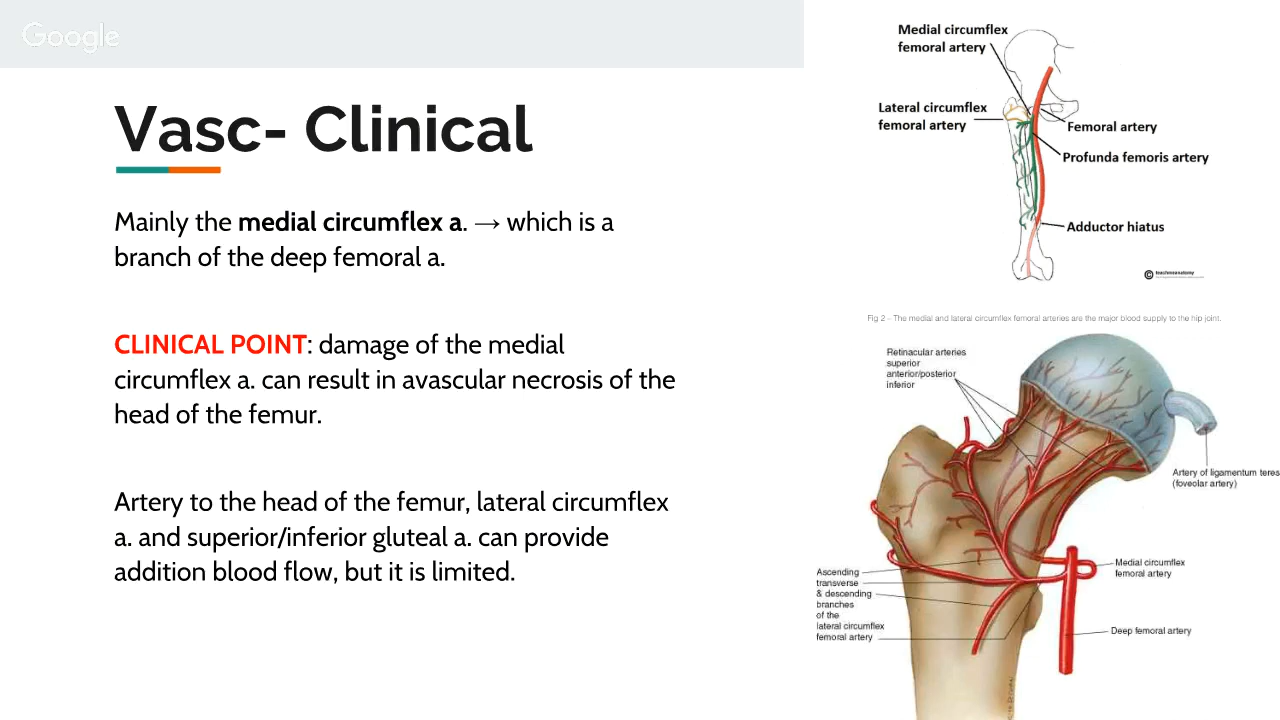 Google
Vasc- Clinical
Mainly the medial circumflex a. → which is a
branch of the deep femoral a.
CLINICAL POINT: damage of the medial
circumflex a. can result in avascular necrosis of the
head of the femur.
Artery to the head of the femur, lateral circumflex
a. and superior/inferior gluteal a. can provide
addition blood flow, but it is limited.
Medial circumflex
femoral artery
Lateral circumflex
femoral artery
Femoral artery
Profunda femoris artery
Adductor hiatus
© teachmeanatomy
Fig 2 - The medial and lateral circumflex femoral arteries are the major blood supply to the hip joint.
Retinacular arteries
superior
anterior/posterior
inferior
Artery of ligamentum teres
(foveolar artery)
Ascending
transverse
& descending
branches
of the
lateral circumflex
femoral artery
Medial circumflex
femoral artery
Deep femoral artery